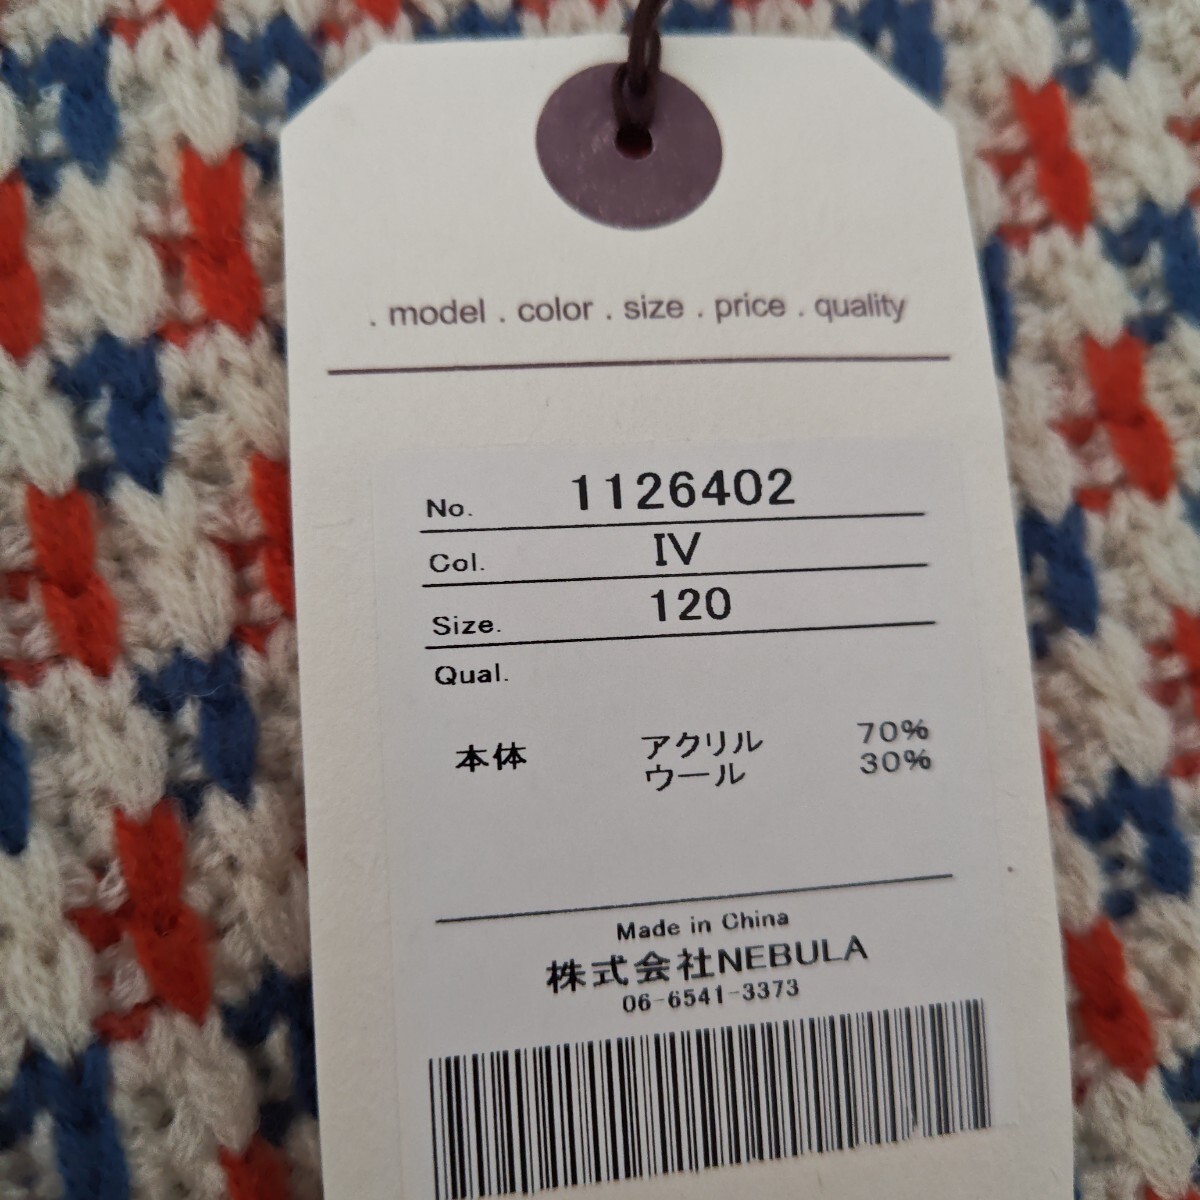 . model . color . size . price . quality
No. 1126402
Col. IV
Size. 120
Qual.
本体 アクリル 70%
ウール 30%
Made in China
株式会社NEBULA
06-6541-3373